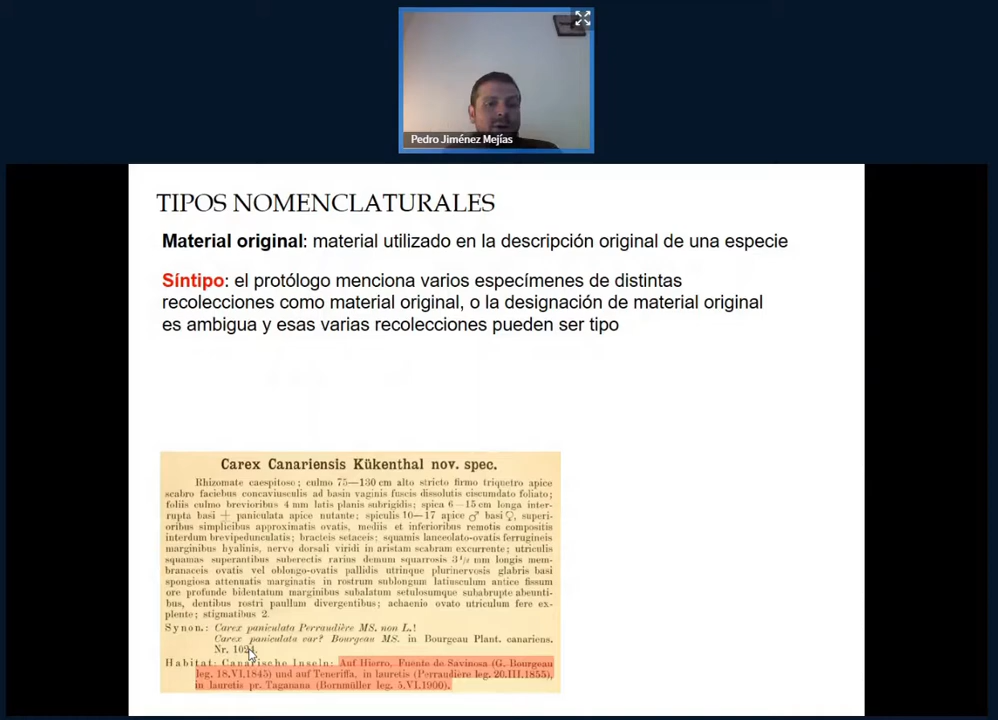 Pedro Jiménez Mejías
TIPOS NOMENCLATURALES
Material original: material utilizado en la descripción original de una especie
Síntipo: el protólogo menciona varios especímenes de distintas
recolecciones como material original, o la designación de material original
es ambigua y esas varias recolecciones pueden ser tipo
Carex Canariensis Kükenthal nov. spec.
Rhizomate caespitose; culmo 75—130 cm alto stricto firmo triquetro apice
scabro faciebus concaviusculis ad basin vaginis fuscis dissolutis circumdato foliato;
foliis culmo brevioribus 4 mm latis planis subrigidis; spica 6—15 cm longa inter-
rupta basi ± paniculata apice nutante; spiculis 10—17 apice ♂ basi ♀, superi-
oribus simplicibus approximatis ovatis, mediis et inferioribus remotis compositis
interdum brevipedunculatis; bracteis setaceis; squamis lanceolato-ovatis ferrugineis
marginibus hyalinis, nervo dorsali viridi in aristam scabram excurrente; utriculis
squamas superantibus suberectis rarius demum squarrosis 3½ mm longis mem-
branaceis ovatis vel oblongo-ovatis pallidis utrinque plurinervosis glabris basi
spongiosa attenuatis marginatis in rostrum sublongum latiusculum antice fissum
ore profunde bidentatum marginibus subalatum setulosumque subabrupte abeunti-
bus, dentibus rostri paullum divergentibus; achaenio ovato utriculum fere ex-
plente; stigmatibus 2.
Synon.: Carex paniculata Perraudière MS. non L.!
Carex paniculata var? Bourgeau MS. in Bourgeau Plant. canariens.
Nr.
Habitat: Canarische Inseln: Auf Hierro, Fuente de Savinosa (G. Bourgeau
leg. 18.VI.1845) und auf Teneriffa, in lauretis (Perraudière leg. 20.III.1855),
in lauretis pr. Taganana (Bornmüller leg. 5.VI.1900).